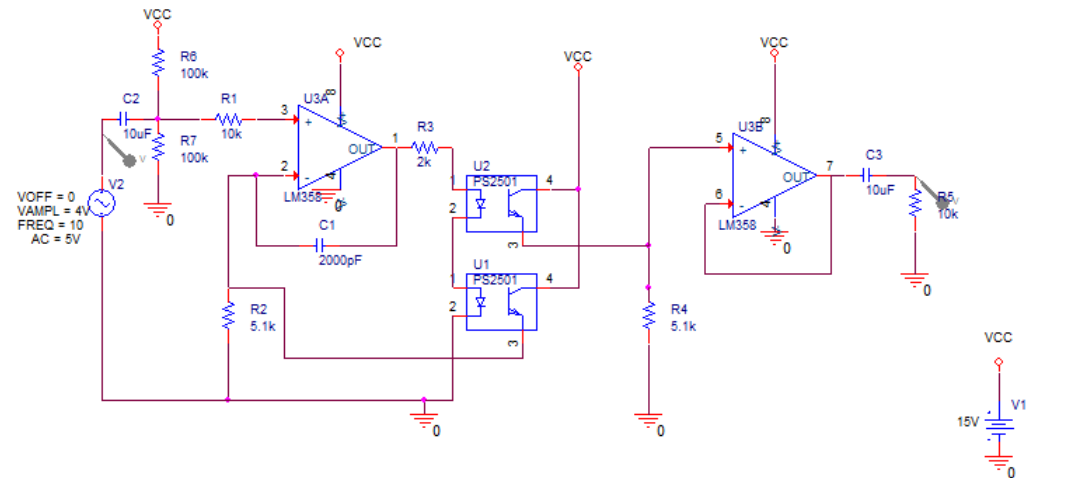 VCC
R6
100k
C2
10uF
R7
100k
R1
10k
V
V2
VOFF = 0
VAMPL = 4V
FREQ = 10
AC = 5V
0
VCC
U3A
8
3
+
V+
OUT
1
2
-
4
V-
LM358
0
R3
2k
C1
2000pF
R2
5.1k
VCC
U2
PS2501
1
2
4
3
U1
PS2501
1
2
4
3
0
R4
5.1k
0
VCC
U3B
8
5
+
V+
OUT
7
6
-
4
V-
LM358
0
C3
10uF
V
R5
10k
0
VCC
15V
V1
0